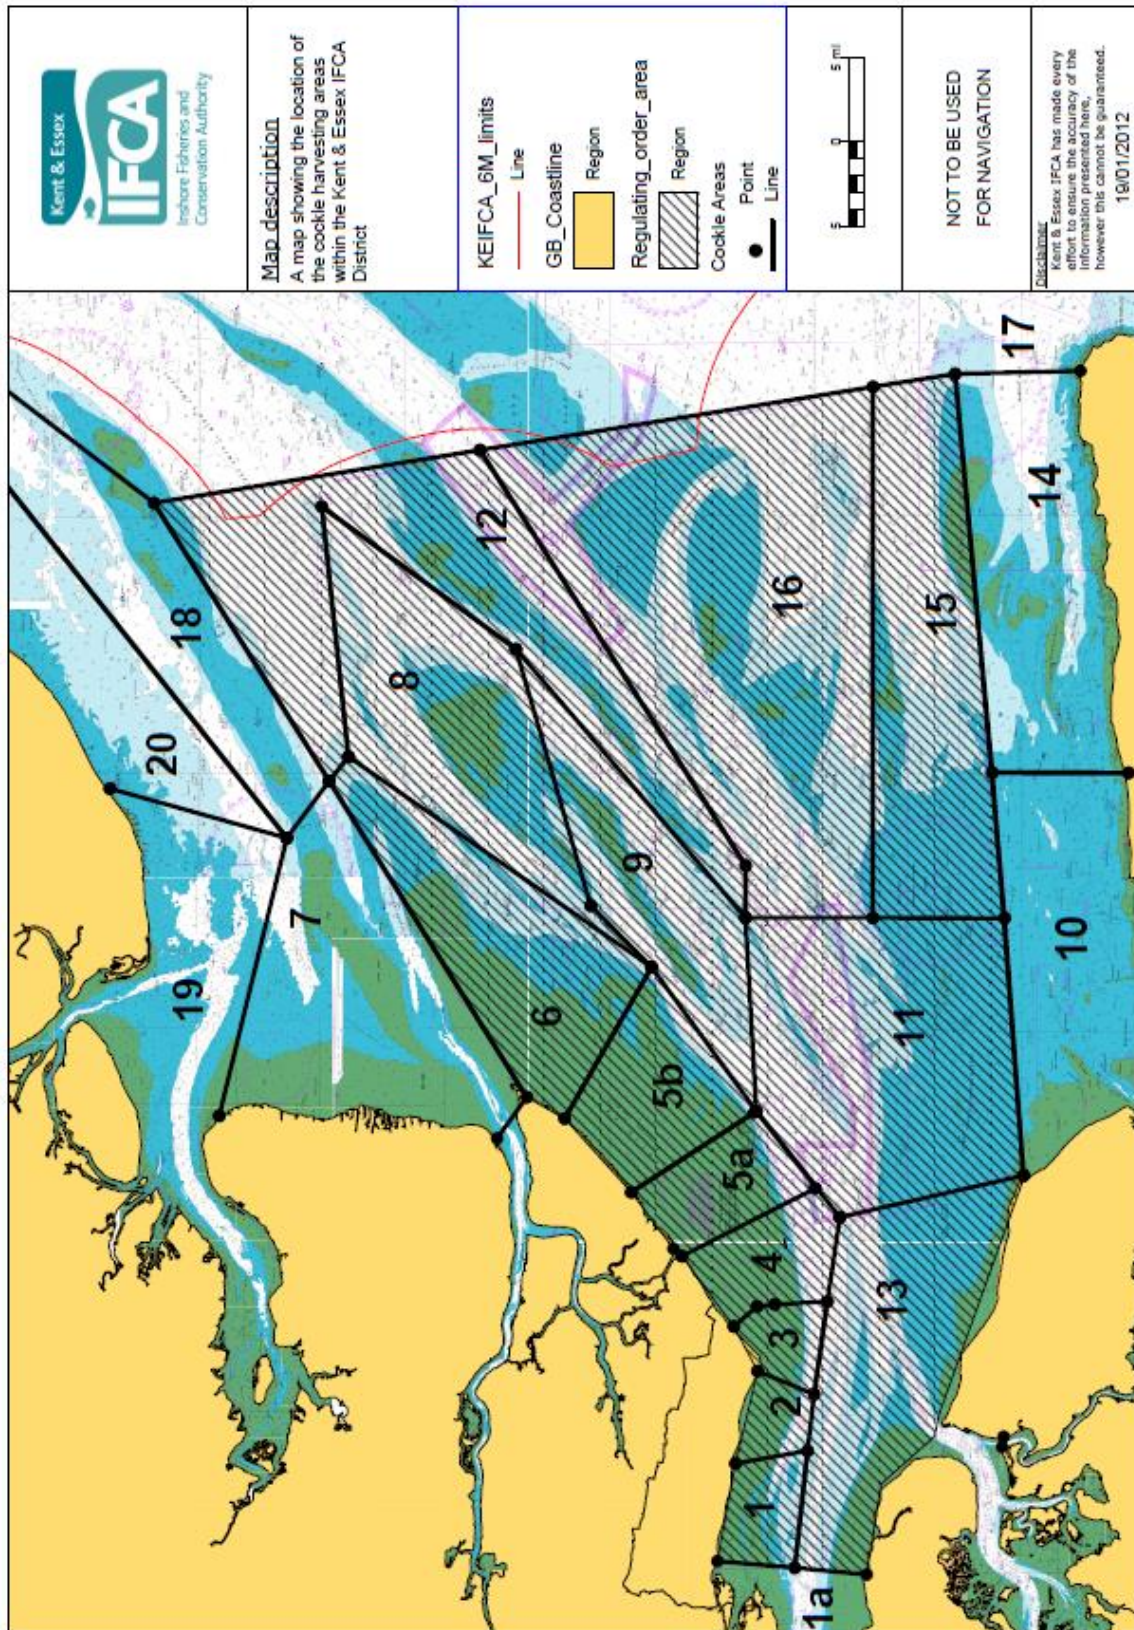 Kent & Essex
IFCA
Inshore Fisheries and
Conservation Authority
Map description
A map showing the location of
the cockle harvesting areas
within the Kent & Essex IFCA
District
KEIFCA_6M_limits
Line
GB_Coastline
Region
Regulating_order_area
Region
Cockle Areas
Point
Line
5 0 5 mi
NOT TO BE USED
FOR NAVIGATION
Disclaimer
Kent & Essex IFCA has made every
effort to ensure the accuracy of the
information presented here,
however this cannot be guaranteed.
19/01/2012
20
18
19
7
8
12
6
9
16
5b
5a
15
17
14
4
11
10
3
2
13
1
1a